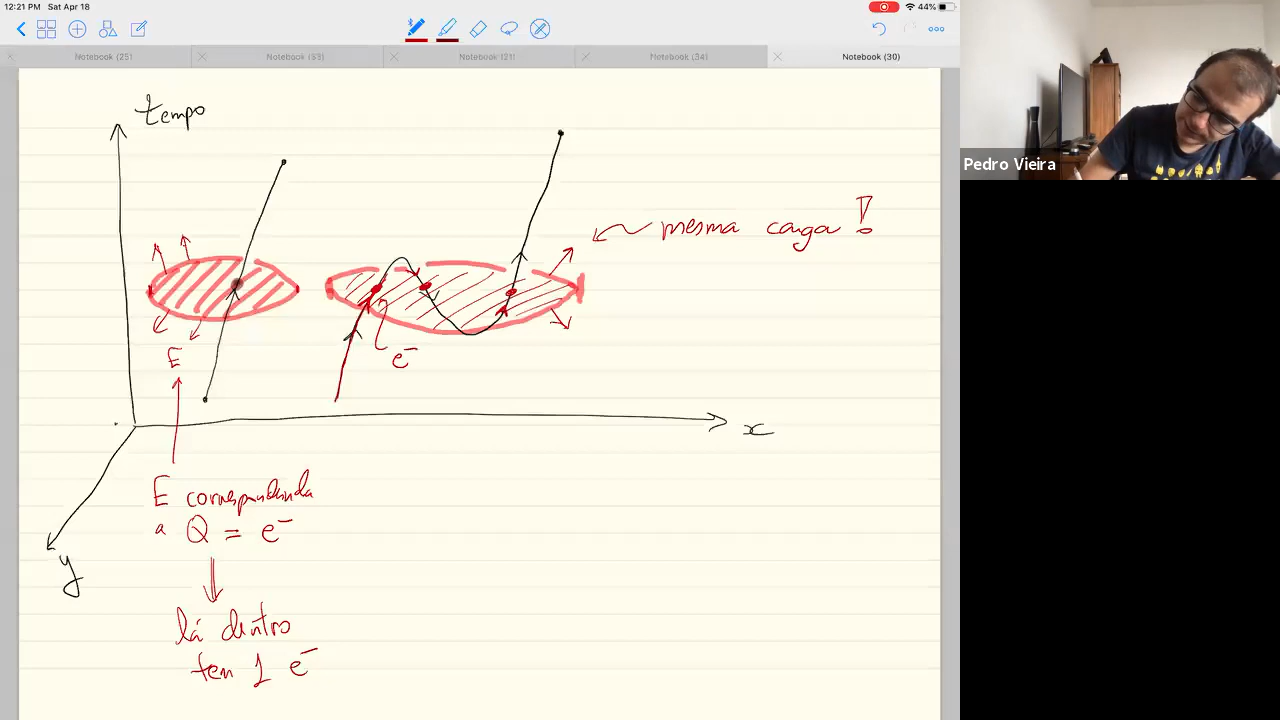 12:21 PM Sat Apr 18
44%
Notebook (25)
Notebook (53)
Notebook (21)
Notebook (34)
Notebook (30)
Pedro Vieira
tempo
mesma carga !
E
e⁻
x
E correspondenda
a Q = e⁻
y
lá dentro
tem 1 e⁻